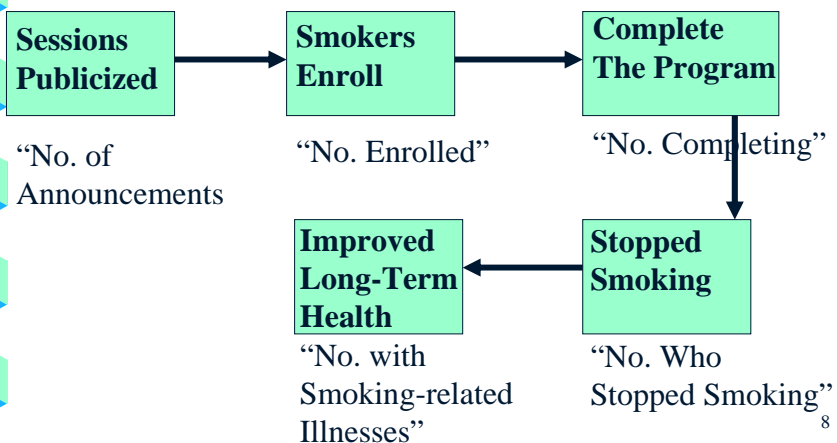 Sessions
Publicized
Smokers
Enroll
Complete
The Program
“No. of
Announcements
“No. Enrolled”
“No. Completing”
Improved
Long-Term
Health
Stopped
Smoking
“No. with
Smoking-related
Illnesses”
“No. Who
Stopped Smoking”
8